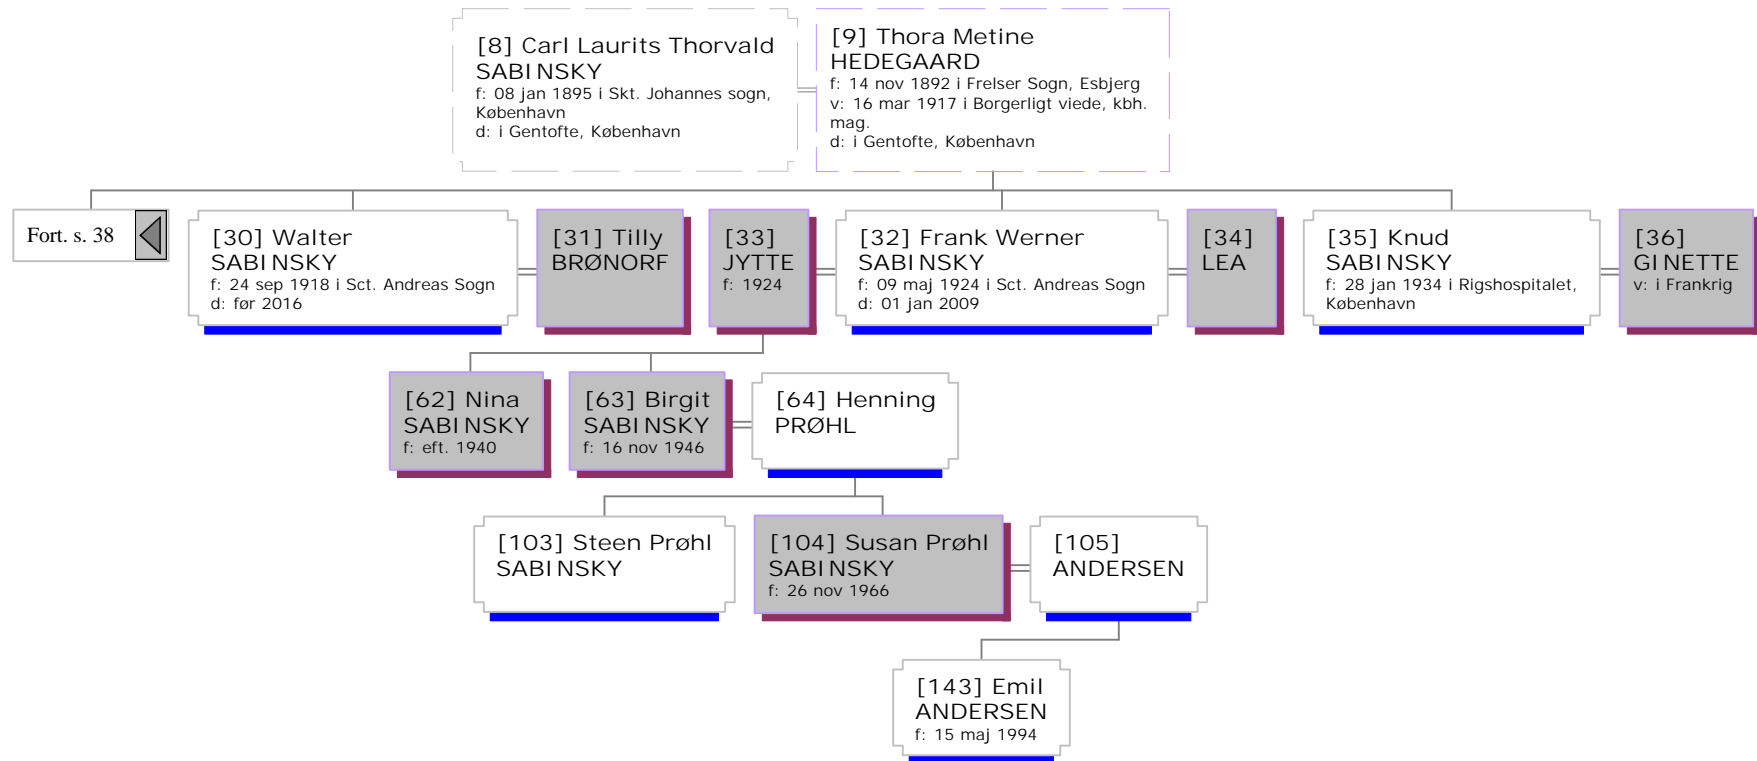 [8] Carl Laurits Thorvald
SABINSKY
f: 08 jan 1895 i Skt. Johannes sogn,
København
d: i Gentofte, København
[9] Thora Metine
HEDEGAARD
f: 14 nov 1892 i Frelser Sogn, Esbjerg
v: 16 mar 1917 i Borgerligt viede, kbh.
mag.
d: i Gentofte, København
Fort. s. 38
[30] Walter
SABINSKY
f: 24 sep 1918 i Sct. Andreas Sogn
d: før 2016
[31] Tilly
BRØNORF
[33]
JYTTE
f: 1924
[32] Frank Werner
SABINSKY
f: 09 maj 1924 i Sct. Andreas Sogn
d: 01 jan 2009
[34]
LEA
[35] Knud
SABINSKY
f: 28 jan 1934 i Rigshospitalet,
København
[36]
GINETTE
v: i Frankrig
[62] Nina
SABINSKY
f: eft. 1940
[63] Birgit
SABINSKY
f: 16 nov 1946
[64] Henning
PRØHL
[103] Steen Prøhl
SABINSKY
[104] Susan Prøhl
SABINSKY
f: 26 nov 1966
[105]
ANDERSEN
[143] Emil
ANDERSEN
f: 15 maj 1994